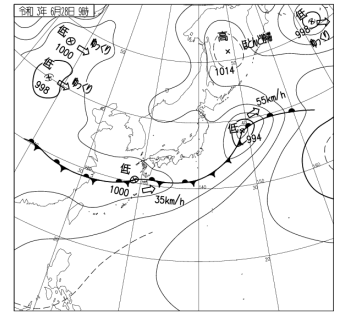 令和 3年 6月28日 9時
低
1000
ゆっくり
低
998
ゆっくり
高
1014
ほとんど停滞
低
998
ゆっくり
低
994
55km/h
低
1000
35km/h